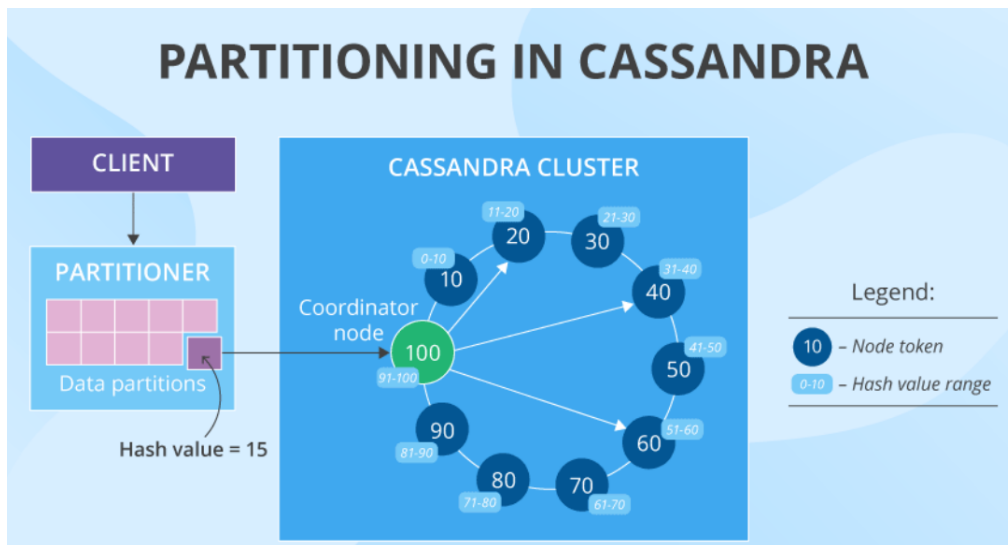 PARTITIONING IN CASSANDRA
CLIENT
PARTITIONER
Data partitions
Hash value = 15
CASSANDRA CLUSTER
Coordinator
node
100
91-100
10
0-10
20
11-20
30
21-30
40
31-40
50
41-50
60
51-60
70
61-70
80
71-80
90
81-90
Legend:
10 – Node token
0-10 – Hash value range